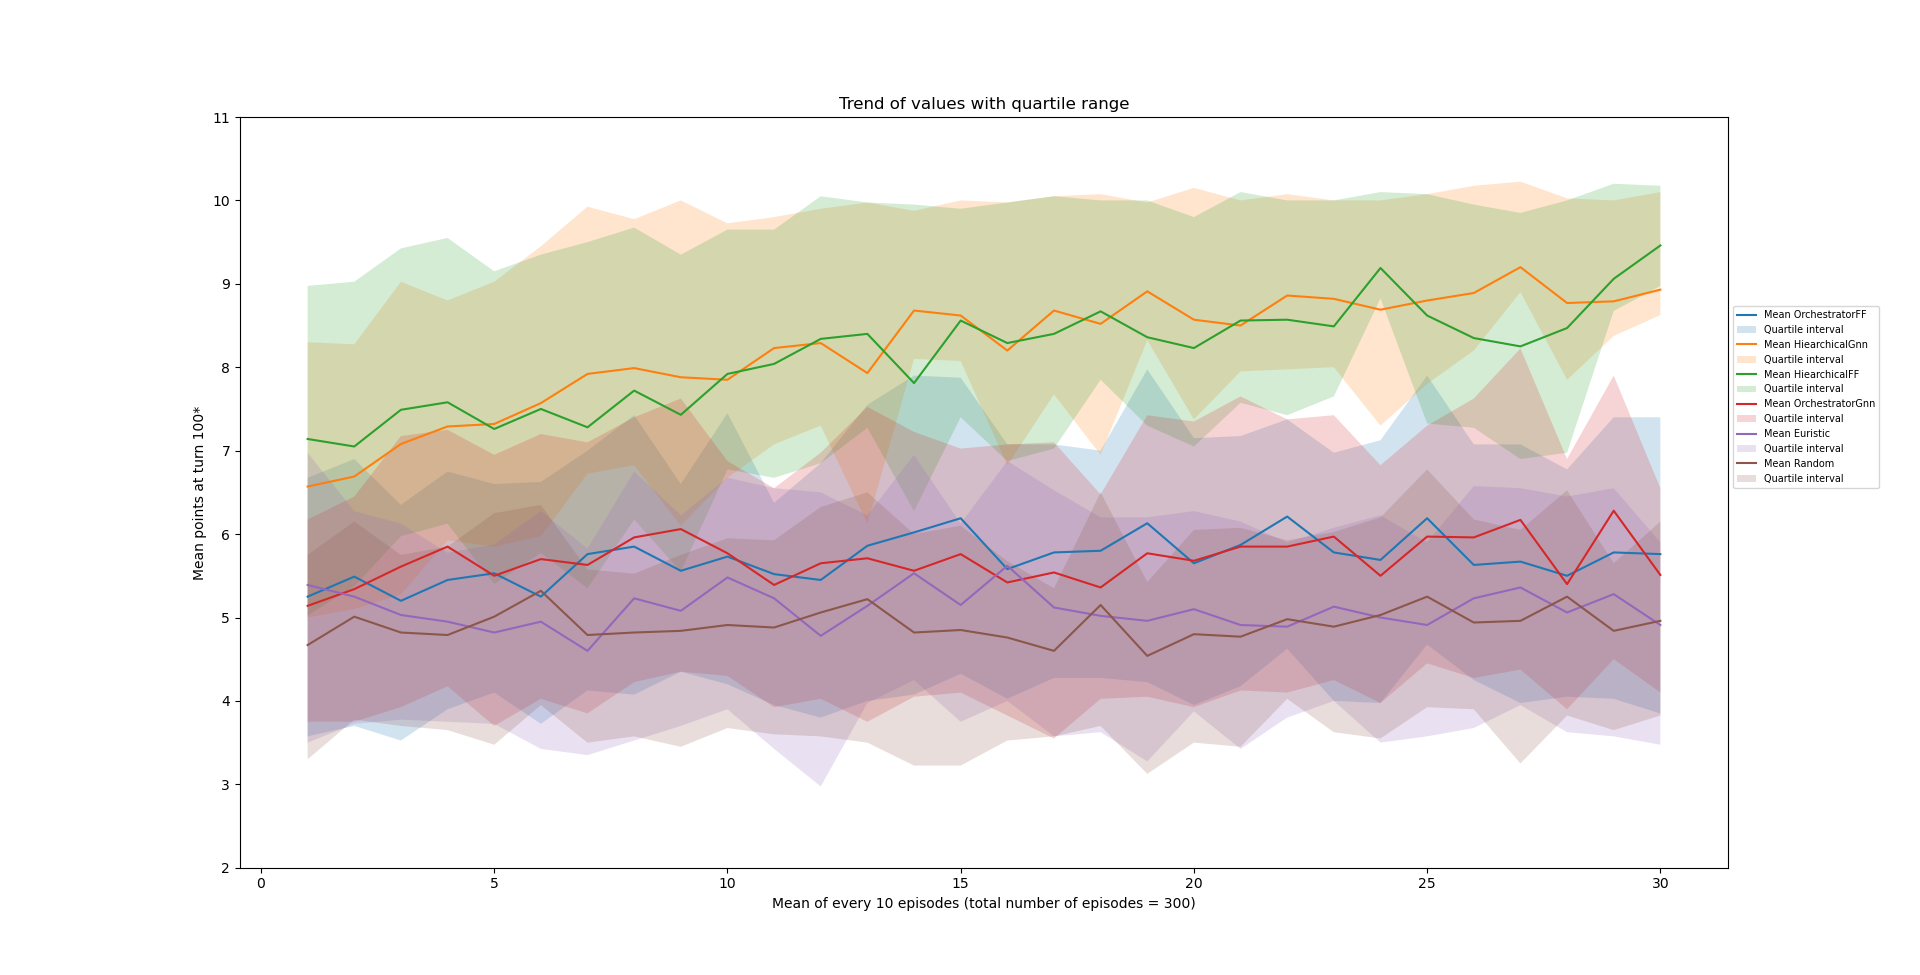 Trend of values with quartile range
11
10
9
8
7
6
5
4
3
2
Mean points at turn 100*
0
5
10
15
20
25
30
Mean of every 10 episodes (total number of episodes = 300)
Mean OrchestratorFF
Quartile interval
Mean HiearchicalGnn
Quartile interval
Mean HiearchicalFF
Quartile interval
Mean OrchestratorGnn
Quartile interval
Mean Euristic
Quartile interval
Mean Random
Quartile interval